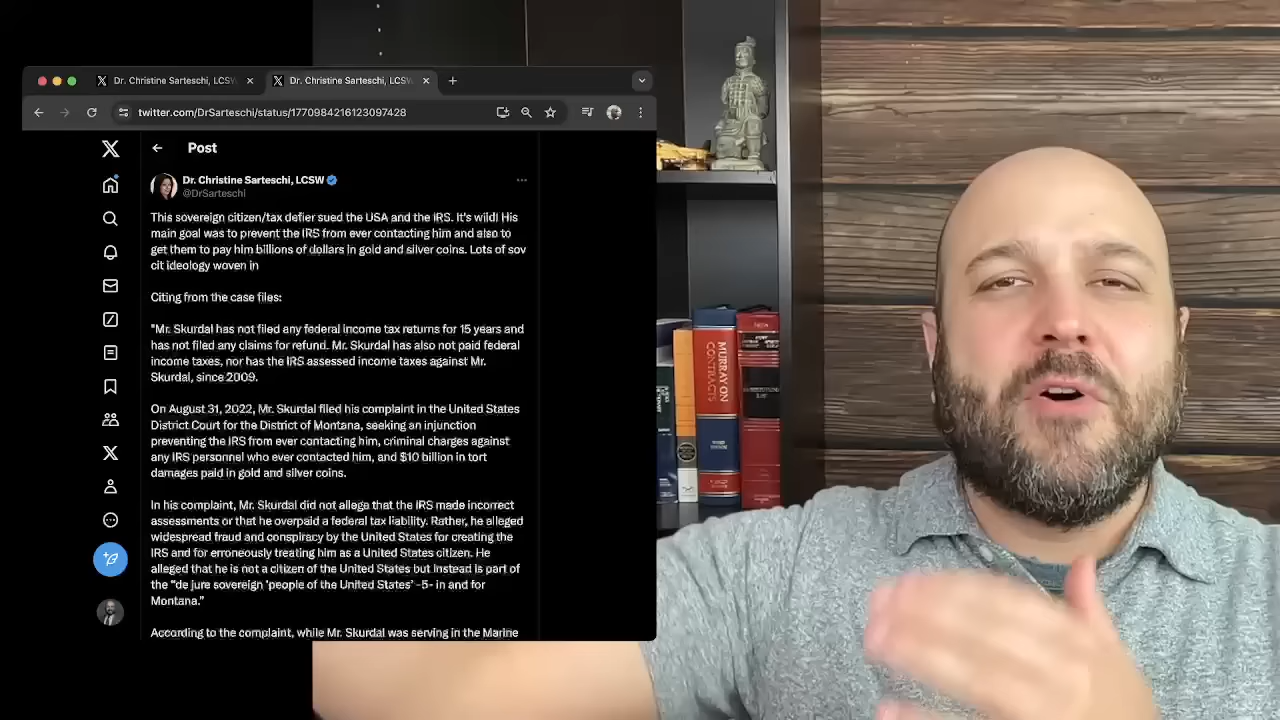 Dr. Christine Sarteschi, LCSW
Dr. Christine Sarteschi, LCSW
twitter.com/DrSarteschi/status/1770984216123097428
Post
Dr. Christine Sarteschi, LCSW
@DrSarteschi
This sovereign citizen/tax defier sued the USA and the IRS. It's wild! His
main goal was to prevent the IRS from ever contacting him and also to
get them to pay him billions of dollars in gold and silver coins. Lots of sov
cit ideology woven in
Citing from the case files:
"Mr. Skurdal has not filed any federal income tax returns for 15 years and
has not filed any claims for refund. Mr. Skurdal has also not paid federal
income taxes, nor has the IRS assessed income taxes against Mr.
Skurdal, since 2009.
On August 31, 2022, Mr. Skurdal filed his complaint in the United States
District Court for the District of Montana, seeking an injunction
preventing the IRS from ever contacting him, criminal charges against
any IRS personnel who ever contacted him, and $10 billion in tort
damages paid in gold and silver coins.
In his complaint, Mr. Skurdal did not allege that the IRS made incorrect
assessments or that he overpaid a federal tax liability. Rather, he alleged
widespread fraud and conspiracy by the United States for creating the
IRS and for erroneously treating him as a United States citizen. He
alleged that he is not a citizen of the United States but instead is part of
the "de jure sovereign 'people of the United States' -5- in and for
Montana."
According to the complaint, while Mr. Skurdal was serving in the Marine
MURRAY ON
CONTRACTS